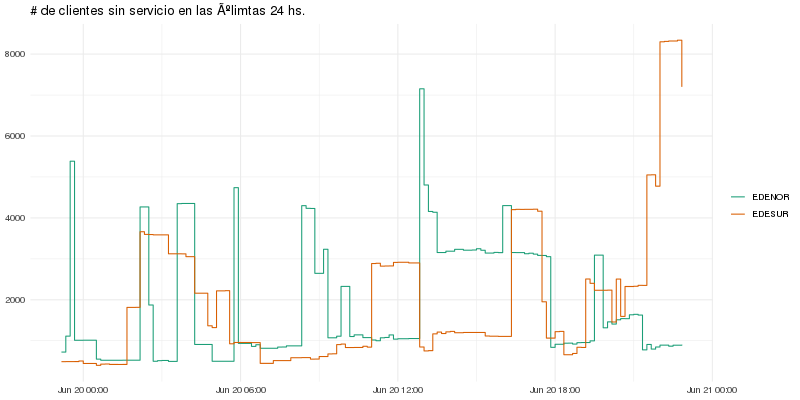 # de clientes sin servicio en las Ãºlimtas 24 hs.
8000
6000
4000
2000
EDENOR
EDESUR
Jun 20 00:00
Jun 20 06:00
Jun 20 12:00
Jun 20 18:00
Jun 21 00:00